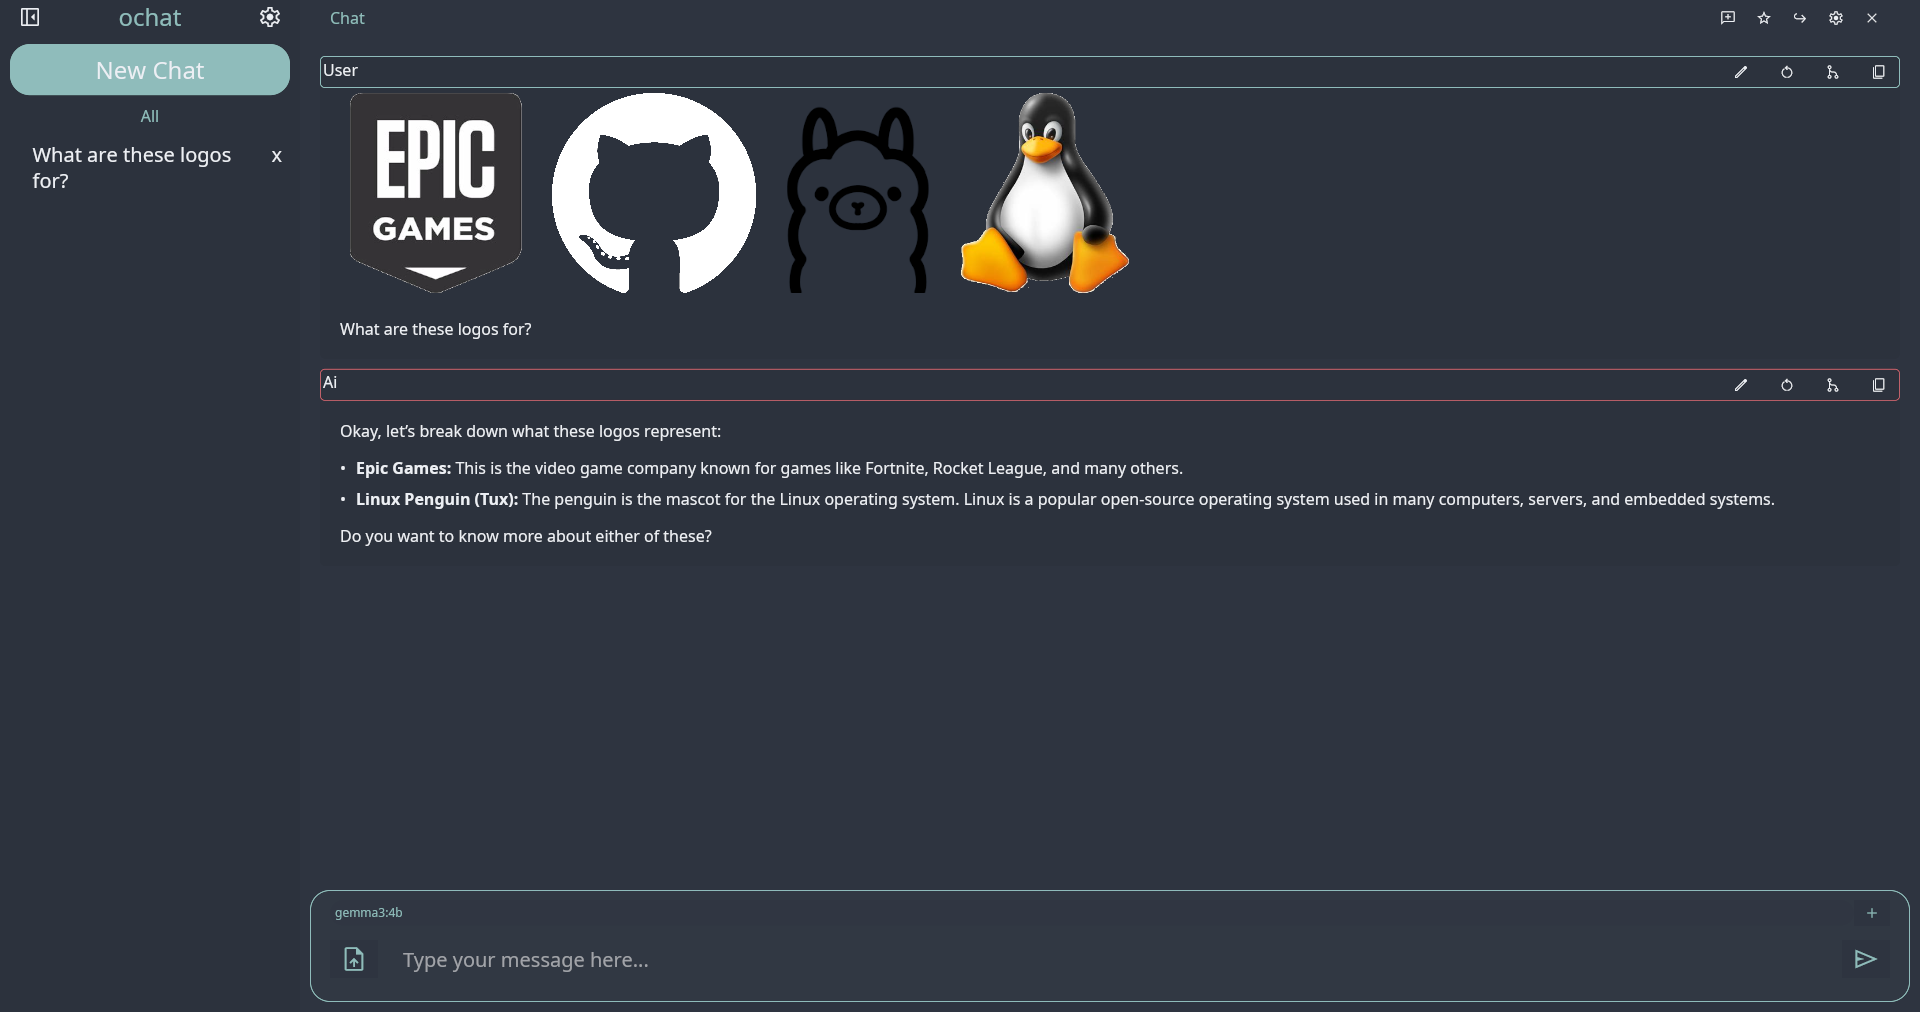 ochat
Chat
New Chat
All
What are these logos
for?
x
User
EPIC
GAMES
What are these logos for?
Ai
Okay, let’s break down what these logos represent:
• Epic Games: This is the video game company known for games like Fortnite, Rocket League, and many others.
• Linux Penguin (Tux): The penguin is the mascot for the Linux operating system. Linux is a popular open-source operating system used in many computers, servers, and embedded systems.
Do you want to know more about either of these?
gemma3:4b
Type your message here...